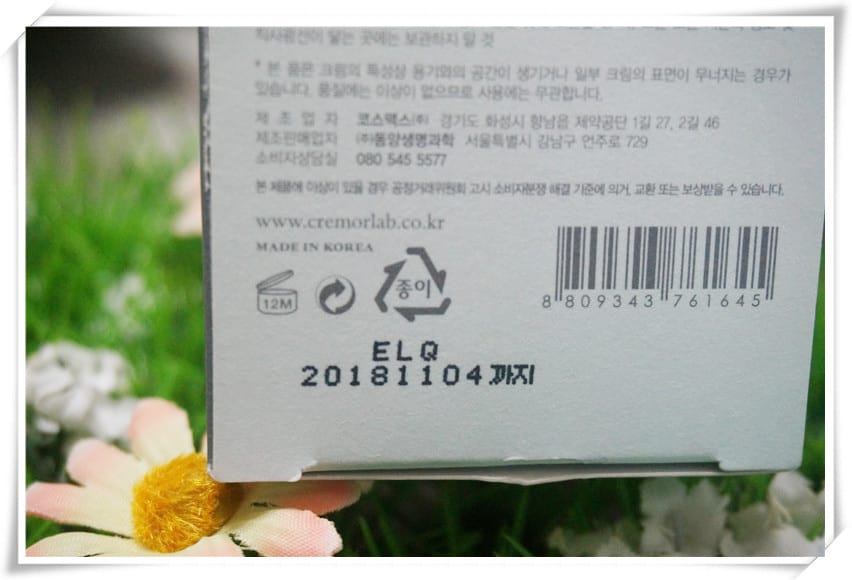 직사광선이 닿는 곳에는 보관하지 말 것
* 본 품은 크림의 특성상 용기와의 공간이 생기거나 일부 크림의 표면이 무너지는 경우가
있습니다. 품질에는 이상이 없으므로 사용에는 무관합니다.
제 조 업 자 코스맥스㈜ 경기도 화성시 향남읍 제약공단 1길 27, 2길 46
제조판매업자 ㈜동양생명과학 서울특별시 강남구 언주로 729
소비자상담실 080 545 5577
본 제품에 이상이 있을 경우 공정거래위원회 고시 소비자분쟁 해결 기준에 의거, 교환 또는 보상받을 수 있습니다.
www.cremorlab.co.kr
MADE IN KOREA
12M
종이
8 809343 761645
ELQ
20181104까지